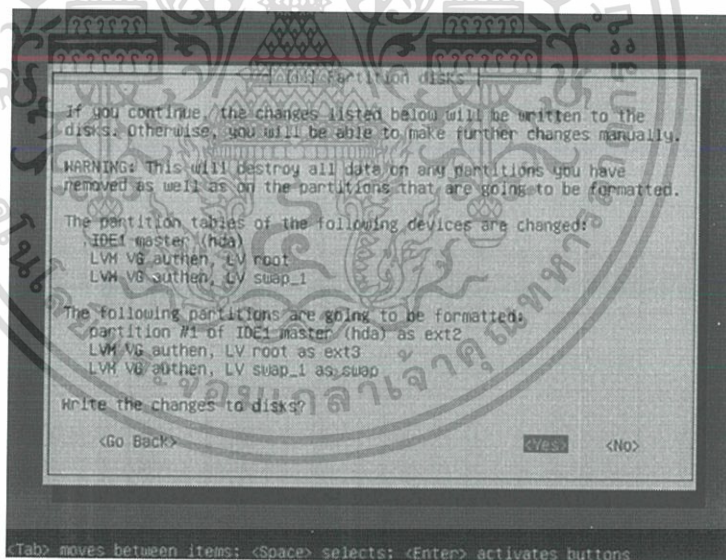 [!!] Partition disks
If you continue, the changes listed below will be written to the
disks. Otherwise, you will be able to make further changes manually.
WARNING: This will destroy all data on any partitions you have
removed as well as on the partitions that are going to be formatted.
The partition tables of the following devices are changed:
IDE1 master (hda)
LVM VG authen, LV root
LVM VG authen, LV swap_1
The following partitions are going to be formatted:
partition #1 of IDE1 master (hda) as ext2
LVM VG authen, LV root as ext3
LVM VG authen, LV swap_1 as swap
Write the changes to disks?
<Go Back> <Yes> <No>
<Tab> moves between items; <Space> selects; <Enter> activates buttons